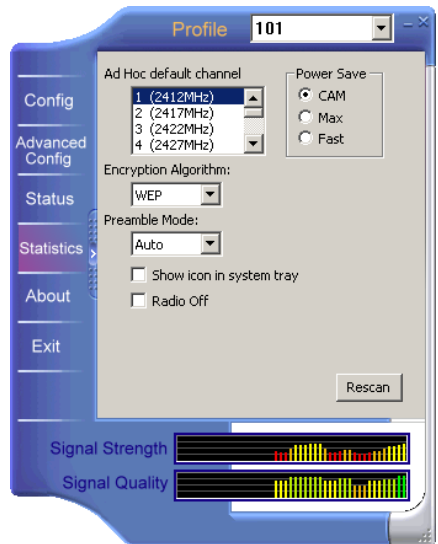 Profile 101
Config
Advanced
Config
Status
Statistics
About
Exit
Ad Hoc default channel
1 (2412MHz)
2 (2417MHz)
3 (2422MHz)
4 (2427MHz)
Power Save
CAM
Max
Fast
Encryption Algorithm:
WEP
Preamble Mode:
Auto
Show icon in system tray
Radio Off
Rescan
Signal Strength
Signal Quality